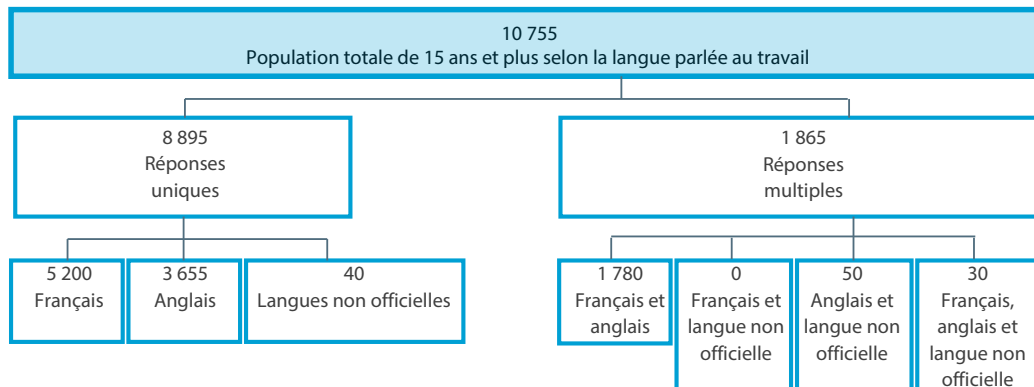 10 755
Population totale de 15 ans et plus selon la langue parlée au travail
8 895
Réponses
uniques
1 865
Réponses
multiples
5 200
Français
3 655
Anglais
40
Langues non officielles
1 780
Français et
anglais
0
Français et
langue non
officielle
50
Anglais et
langue non
officielle
30
Français,
anglais et
langue non
officielle